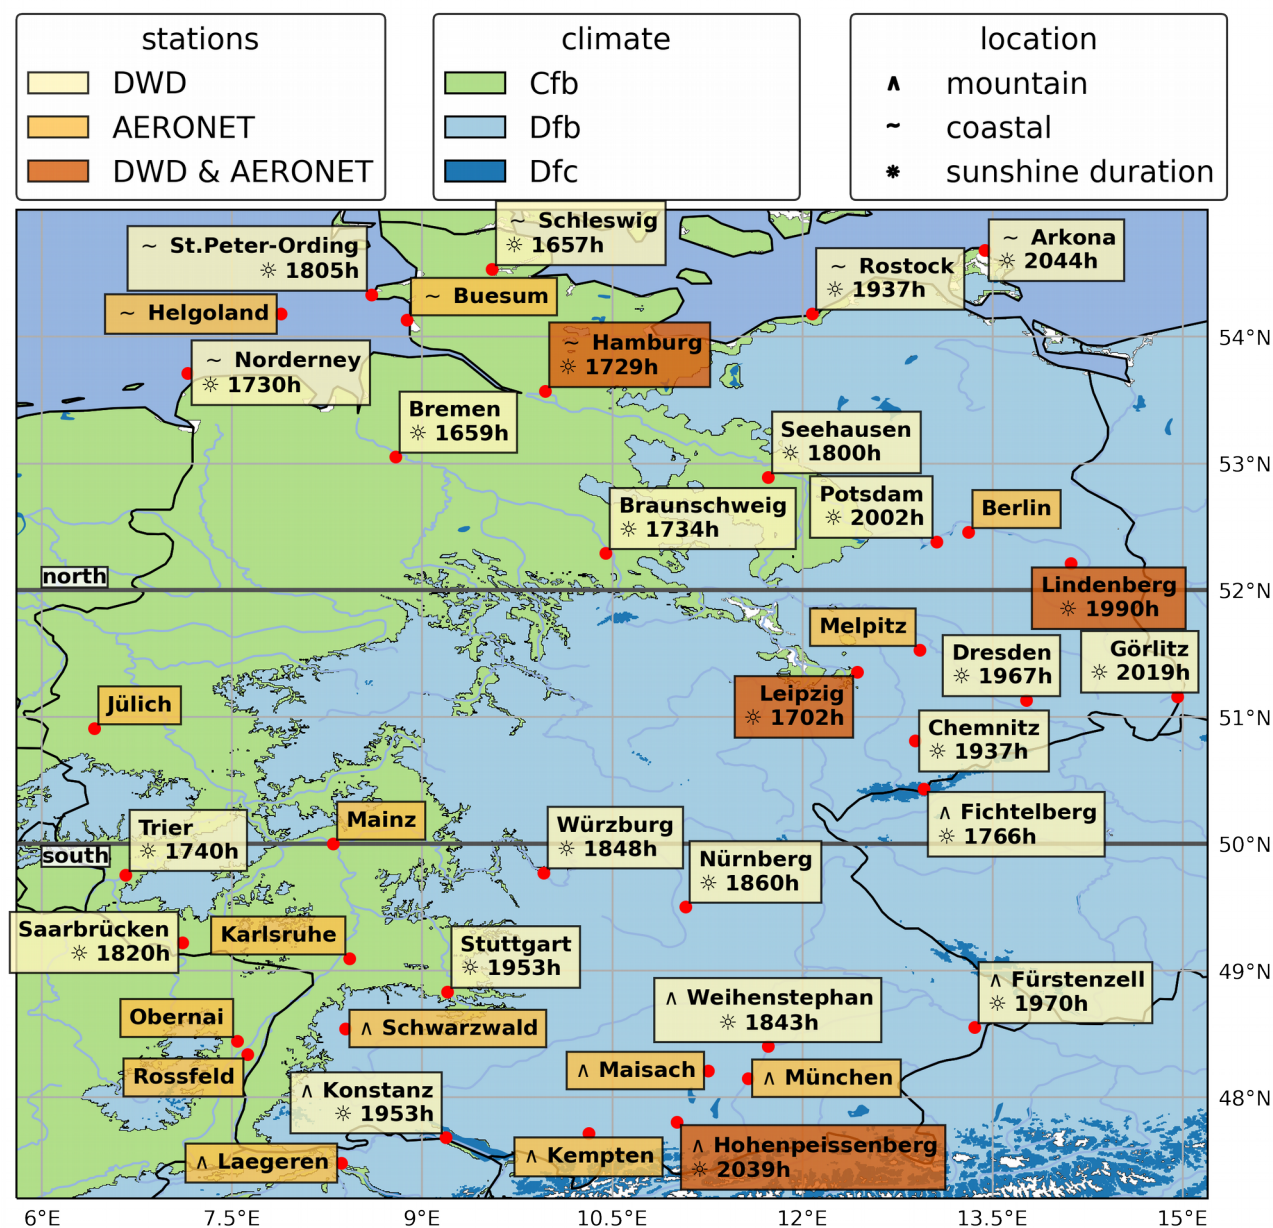 stations
DWD
AERONET
DWD & AERONET
climate
Cfb
Dfb
Dfc
location
∧ mountain
~ coastal
* sunshine duration
~ Schleswig
☼ 1657h
~ St.Peter-Ording
☼ 1805h
~ Arkona
☼ 2044h
~ Rostock
☼ 1937h
~ Buesum
~ Helgoland
~ Hamburg
☼ 1729h
54°N
~ Norderney
☼ 1730h
Bremen
☼ 1659h
Seehausen
☼ 1800h
53°N
Braunschweig
☼ 1734h
Potsdam
☼ 2002h
Berlin
north
52°N
Lindenberg
☼ 1990h
Melpitz
Dresden
☼ 1967h
Görlitz
☼ 2019h
Leipzig
☼ 1702h
Jülich
51°N
Chemnitz
☼ 1937h
∧ Fichtelberg
☼ 1766h
Mainz
Trier
☼ 1740h
Würzburg
☼ 1848h
50°N
south
Nürnberg
☼ 1860h
Saarbrücken
☼ 1820h
Karlsruhe
Stuttgart
☼ 1953h
49°N
∧ Fürstenzell
☼ 1970h
∧ Weihenstephan
☼ 1843h
Obernai
∧ Schwarzwald
Rossfeld
∧ Maisach
∧ München
∧ Konstanz
☼ 1953h
48°N
∧ Laegeren
∧ Kempten
∧ Hohenpeissenberg
☼ 2039h
6°E
7.5°E
9°E
10.5°E
12°E
13.5°E
15°E